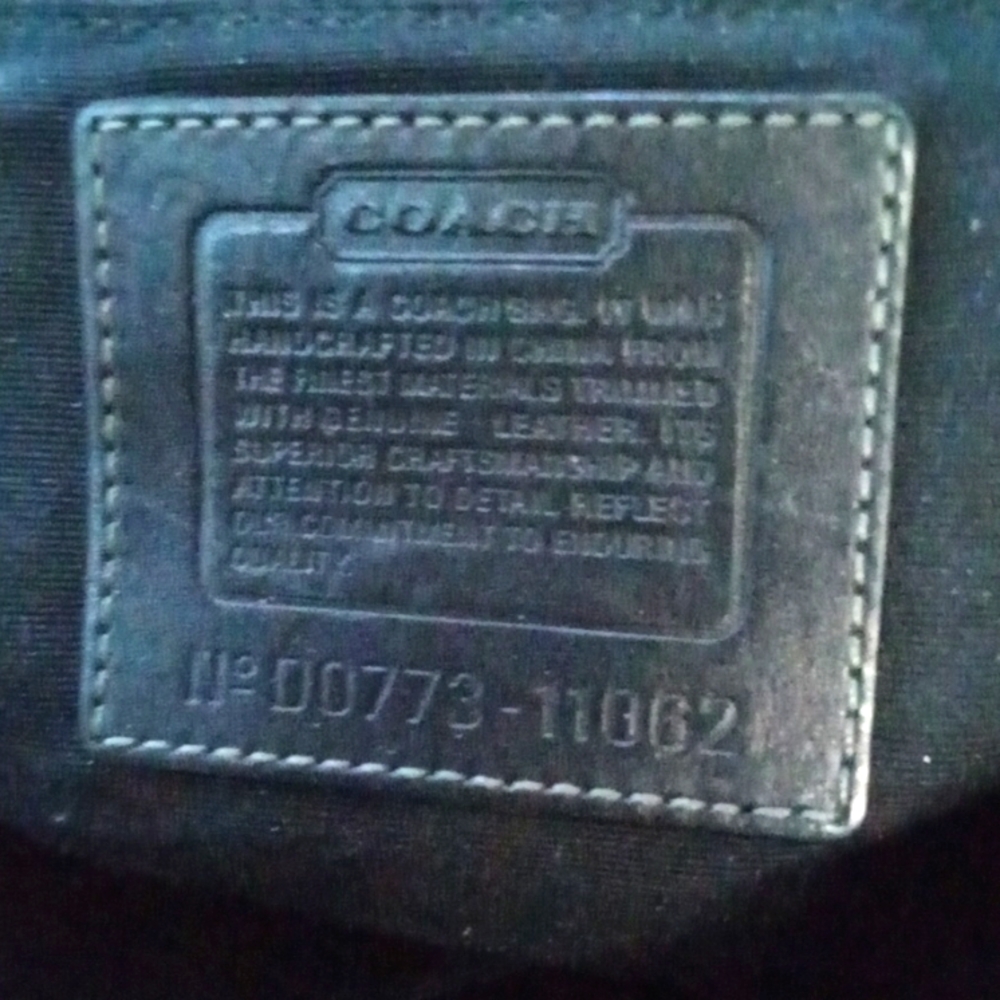 COACH
THIS IS A COACH BAG. IT WAS
HANDCRAFTED IN CHINA FROM
THE FINEST MATERIALS TRIMMED
WITH GENUINE LEATHER. ITS
SUPERIOR CRAFTSMANSHIP AND
ATTENTION TO DETAIL REFLECT
OUR COMMITMENT TO ENDURING
QUALITY.
Nº D0773-11062